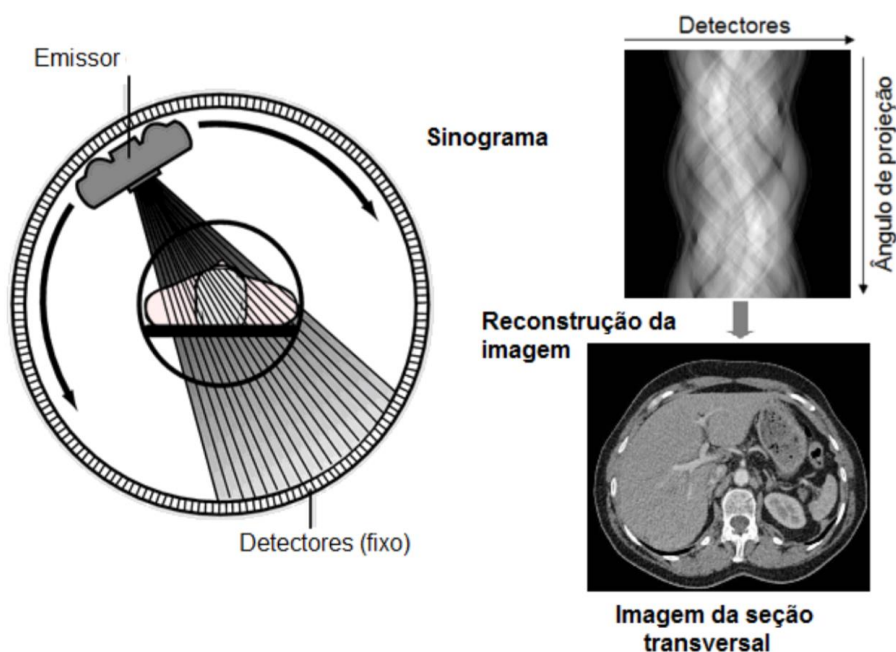 Emissor
Detectores (fixo)
Sinograma
Detectores
Ângulo de projeção
Reconstrução da
imagem
Imagem da seção
transversal